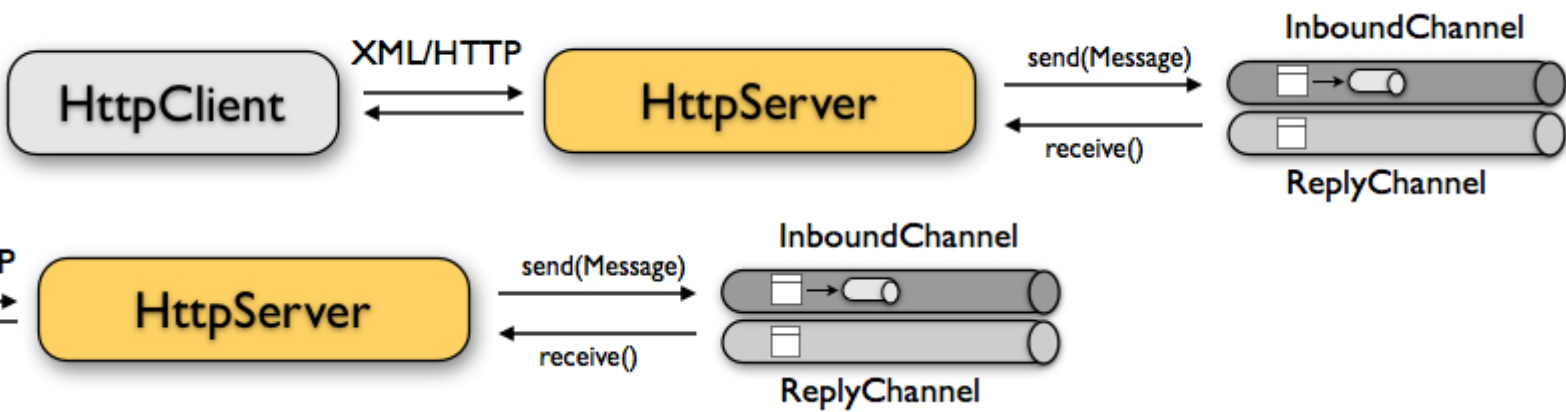 InboundChannel
XML/HTTP
send(Message)
HttpClient
HttpServer
receive()
ReplyChannel
InboundChannel
P
send(Message)
HttpServer
receive()
ReplyChannel